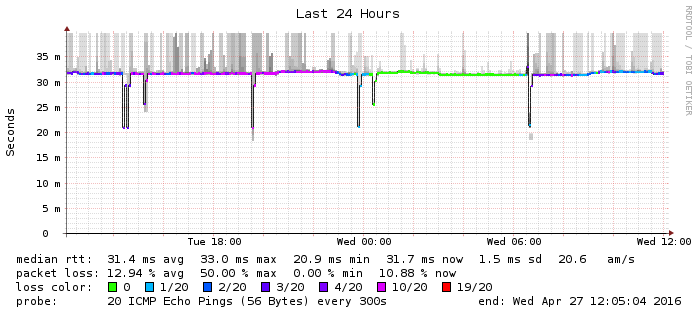 Last 24 Hours
RRDTOOL / TOBI OETIKER
Seconds
35 m
30 m
25 m
20 m
15 m
10 m
5 m
0
Tue 18:00 Wed 00:00 Wed 06:00 Wed 12:00
median rtt: 31.4 ms avg 33.0 ms max 20.9 ms min 31.7 ms now 1.5 ms sd 20.6 am/s
packet loss: 12.94 % avg 50.00 % max 0.00 % min 10.88 % now
loss color: 0 1/20 2/20 3/20 4/20 10/20 19/20
probe: 20 ICMP Echo Pings (56 Bytes) every 300s end: Wed Apr 27 12:05:04 2016